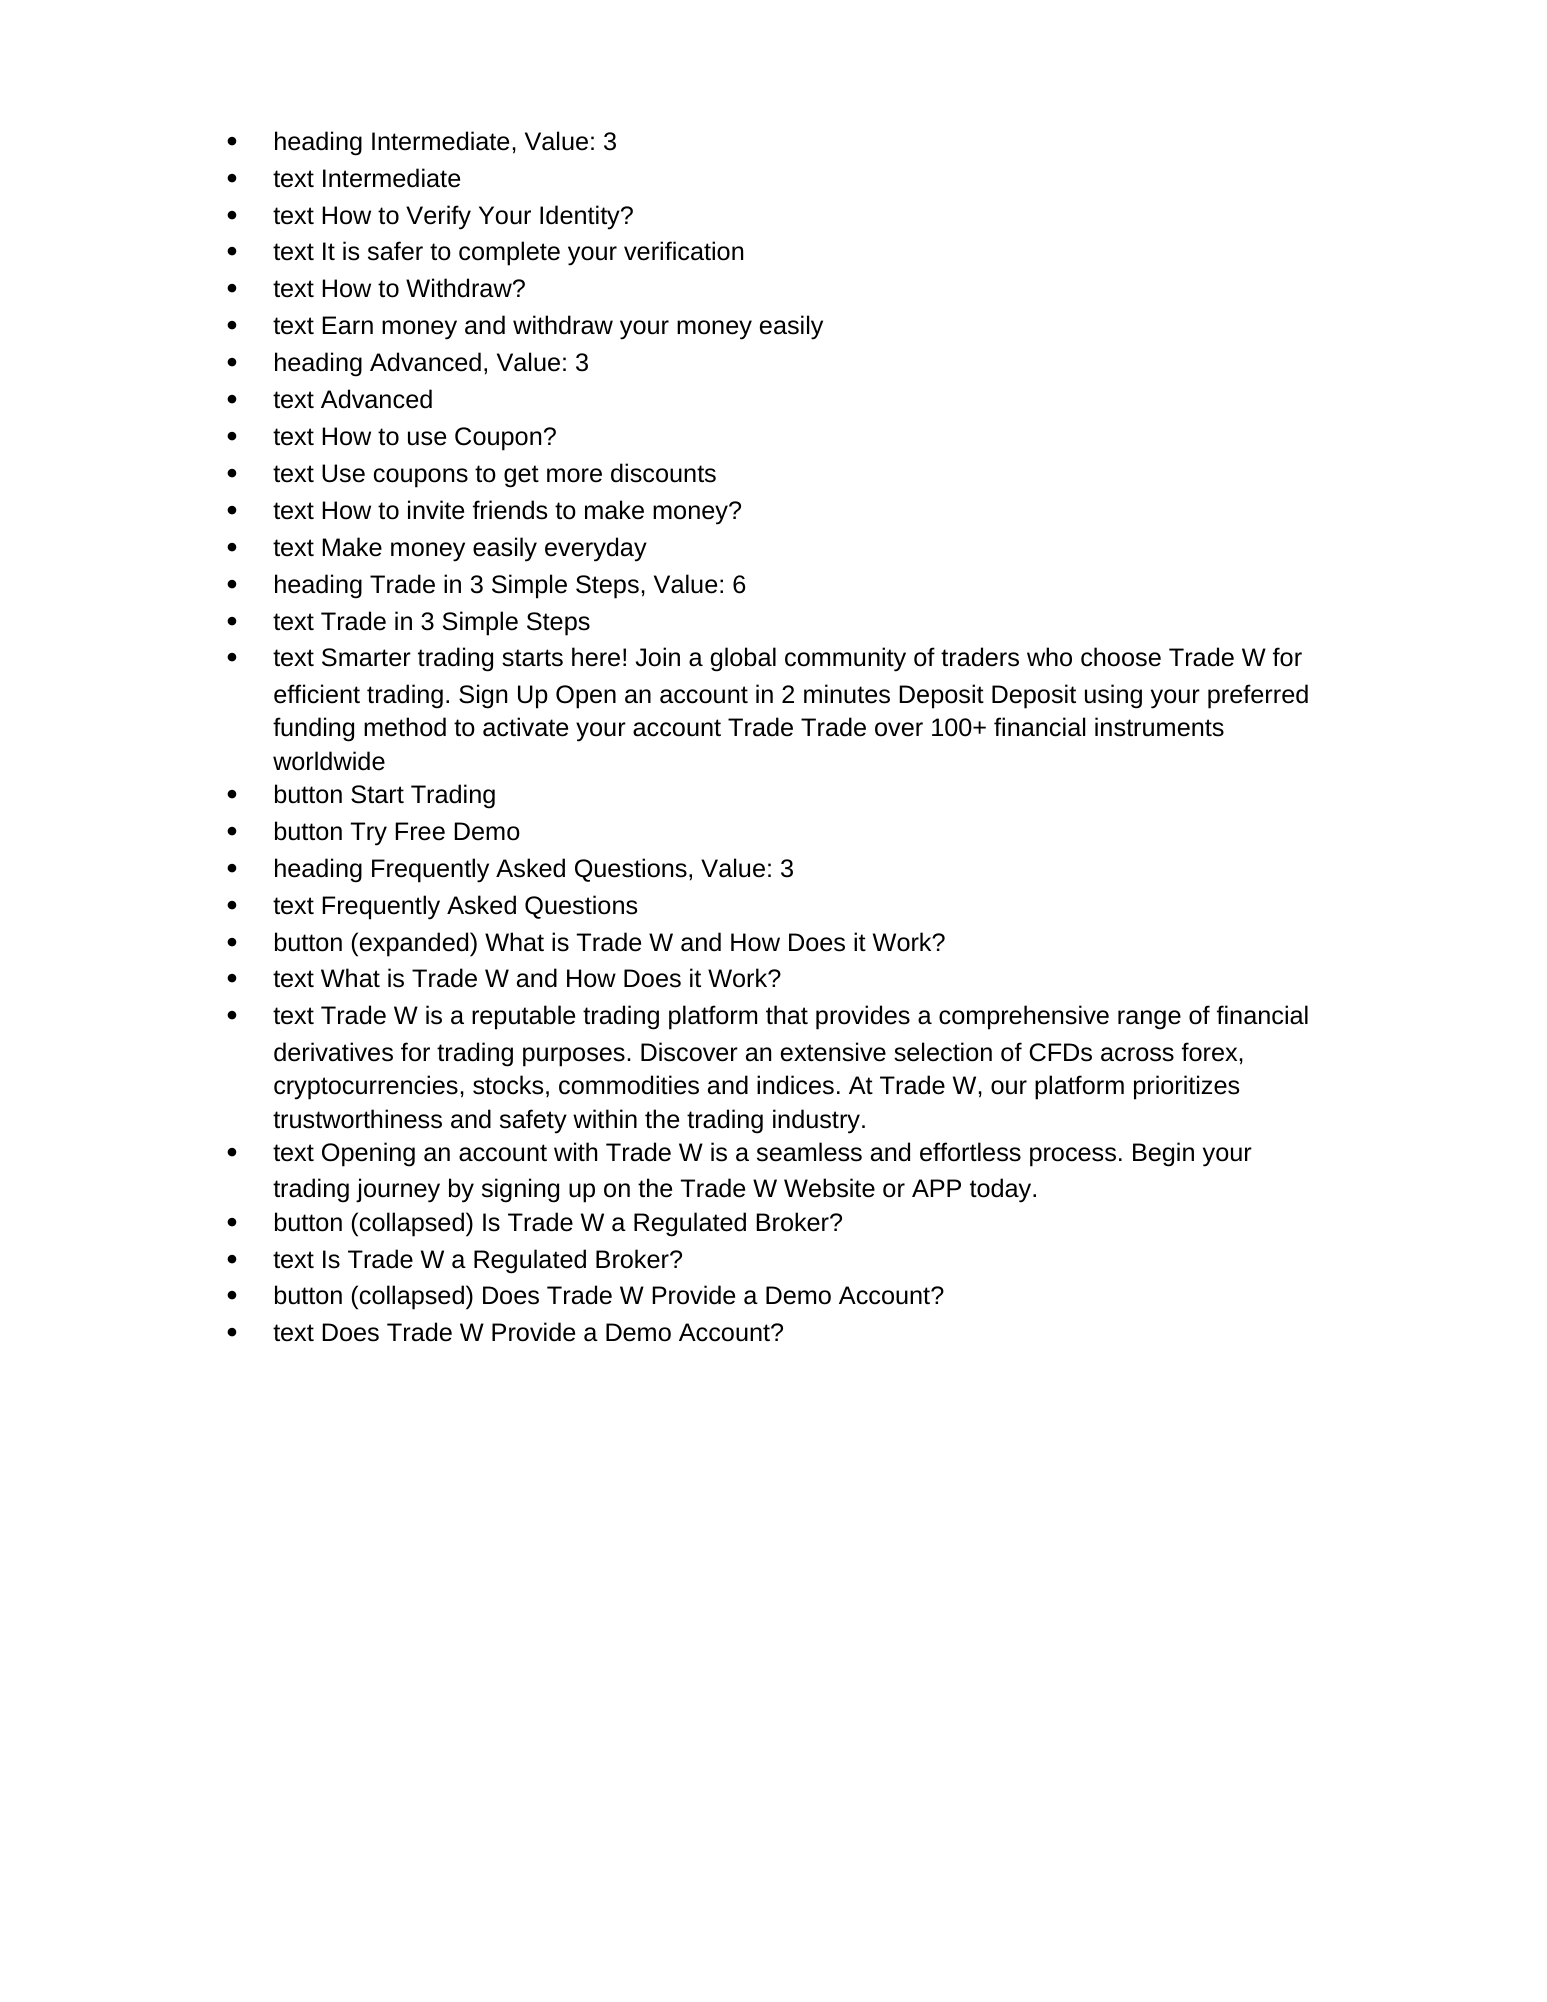 • heading Intermediate, Value: 3
• text Intermediate
• text How to Verify Your Identity?
• text It is safer to complete your verification
• text How to Withdraw?
• text Earn money and withdraw your money easily
• heading Advanced, Value: 3
• text Advanced
• text How to use Coupon?
• text Use coupons to get more discounts
• text How to invite friends to make money?
• text Make money easily everyday
• heading Trade in 3 Simple Steps, Value: 6
• text Trade in 3 Simple Steps
• text Smarter trading starts here! Join a global community of traders who choose Trade W for
efficient trading. Sign Up Open an account in 2 minutes Deposit Deposit using your preferred
funding method to activate your account Trade Trade over 100+ financial instruments
worldwide
• button Start Trading
• button Try Free Demo
• heading Frequently Asked Questions, Value: 3
• text Frequently Asked Questions
• button (expanded) What is Trade W and How Does it Work?
• text What is Trade W and How Does it Work?
• text Trade W is a reputable trading platform that provides a comprehensive range of financial
derivatives for trading purposes. Discover an extensive selection of CFDs across forex,
cryptocurrencies, stocks, commodities and indices. At Trade W, our platform prioritizes
trustworthiness and safety within the trading industry.
• text Opening an account with Trade W is a seamless and effortless process. Begin your
trading journey by signing up on the Trade W Website or APP today.
• button (collapsed) Is Trade W a Regulated Broker?
• text Is Trade W a Regulated Broker?
• button (collapsed) Does Trade W Provide a Demo Account?
• text Does Trade W Provide a Demo Account?